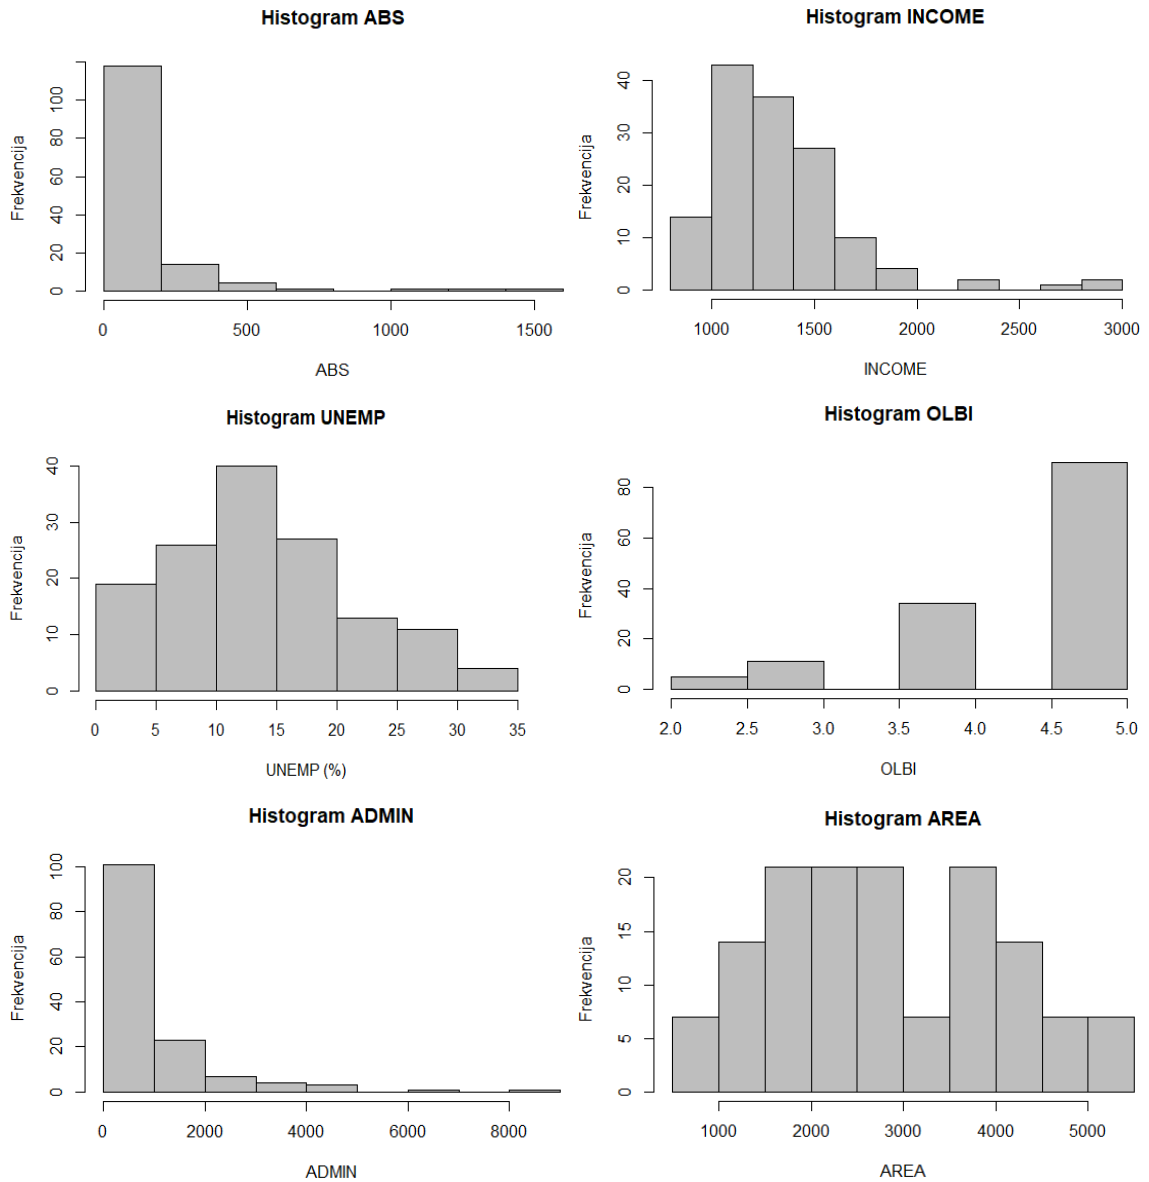 Histogram ABS
Frekvencija
0 20 40 60 80 100
0 500 1000 1500
ABS
Histogram INCOME
Frekvencija
0 10 20 30 40
1000 1500 2000 2500 3000
INCOME
Histogram UNEMP
Frekvencija
0 10 20 30 40
0 5 10 15 20 25 30 35
UNEMP (%)
Histogram OLBI
Frekvencija
0 20 40 60 80
2.0 2.5 3.0 3.5 4.0 4.5 5.0
OLBI
Histogram ADMIN
Frekvencija
0 20 40 60 80 100
0 2000 4000 6000 8000
ADMIN
Histogram AREA
Frekvencija
0 5 10 15 20
1000 2000 3000 4000 5000
AREA